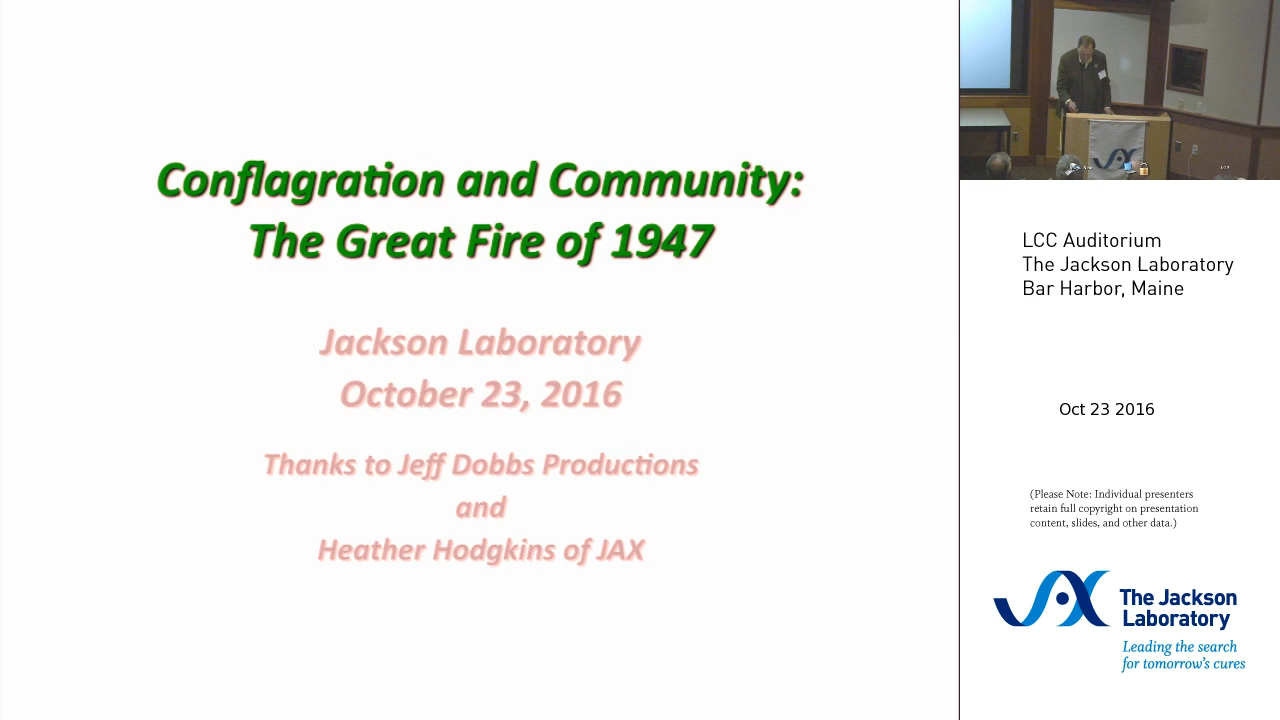 Conflagration and Community:
The Great Fire of 1947
Jackson Laboratory
October 23, 2016
Thanks to Jeff Dobbs Productions
and
Heather Hodgkins of JAX
LCC Auditorium
The Jackson Laboratory
Bar Harbor, Maine
Oct 23 2016
(Please Note: Individual presenters
retain full copyright on presentation
content, slides, and other data.)
JAX
The Jackson
Laboratory
Leading the search
for tomorrow's cures